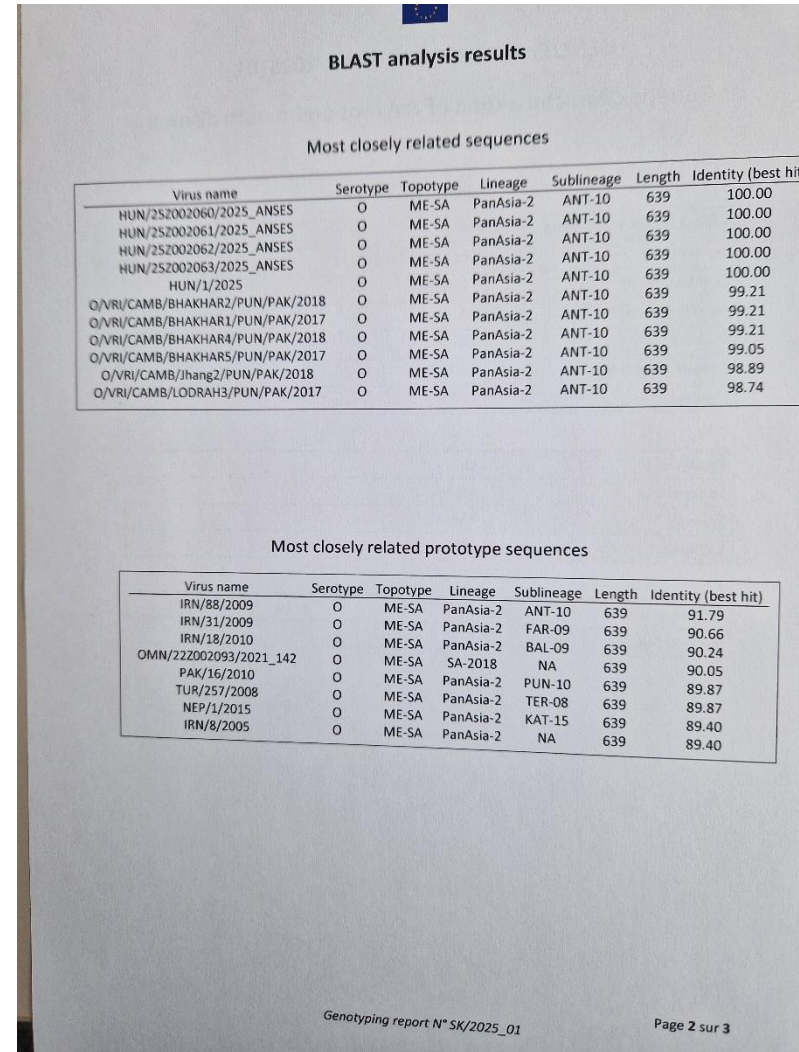 BLAST analysis results
Most closely related sequences
Virus name Serotype Topotype Lineage Sublineage Length Identity (best hit
HUN/25Z002060/2025_ANSES O ME-SA PanAsia-2 ANT-10 639 100.00
HUN/25Z002061/2025_ANSES O ME-SA PanAsia-2 ANT-10 639 100.00
HUN/25Z002062/2025_ANSES O ME-SA PanAsia-2 ANT-10 639 100.00
HUN/25Z002063/2025_ANSES O ME-SA PanAsia-2 ANT-10 639 100.00
HUN/1/2025 O ME-SA PanAsia-2 ANT-10 639 100.00
O/VRI/CAMB/BHAKHAR2/PUN/PAK/2018 O ME-SA PanAsia-2 ANT-10 639 99.21
O/VRI/CAMB/BHAKHAR1/PUN/PAK/2017 O ME-SA PanAsia-2 ANT-10 639 99.21
O/VRI/CAMB/BHAKHAR4/PUN/PAK/2018 O ME-SA PanAsia-2 ANT-10 639 99.21
O/VRI/CAMB/BHAKHAR5/PUN/PAK/2017 O ME-SA PanAsia-2 ANT-10 639 99.05
O/VRI/CAMB/Jhang2/PUN/PAK/2018 O ME-SA PanAsia-2 ANT-10 639 98.89
O/VRI/CAMB/LODRAH3/PUN/PAK/2017 O ME-SA PanAsia-2 ANT-10 639 98.74
Most closely related prototype sequences
Virus name Serotype Topotype Lineage Sublineage Length Identity (best hit)
IRN/88/2009 O ME-SA PanAsia-2 ANT-10 639 91.79
IRN/31/2009 O ME-SA PanAsia-2 FAR-09 639 90.66
IRN/18/2010 O ME-SA PanAsia-2 BAL-09 639 90.24
OMN/22Z002093/2021_142 O ME-SA SA-2018 NA 639 90.05
PAK/16/2010 O ME-SA PanAsia-2 PUN-10 639 89.87
TUR/257/2008 O ME-SA PanAsia-2 TER-08 639 89.87
NEP/1/2015 O ME-SA PanAsia-2 KAT-15 639 89.40
IRN/8/2005 O ME-SA PanAsia-2 NA 639 89.40
Genotyping report N° SK/2025_01 Page 2 sur 3